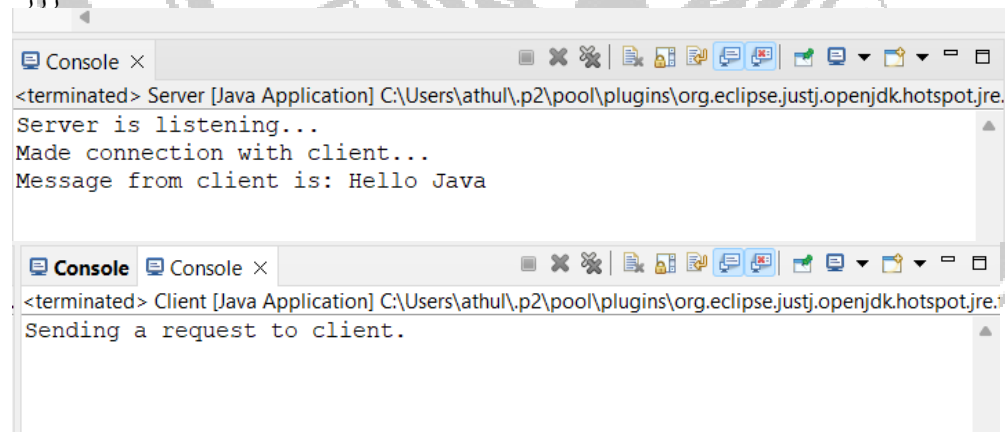 }}}
Console
<terminated> Server [Java Application] C:\Users\athul\.p2\pool\plugins\org.eclipse.justj.openjdk.hotspot.jre.
Server is listening...
Made connection with client...
Message from client is: Hello Java
Console Console
<terminated> Client [Java Application] C:\Users\athul\.p2\pool\plugins\org.eclipse.justj.openjdk.hotspot.jre.
Sending a request to client.